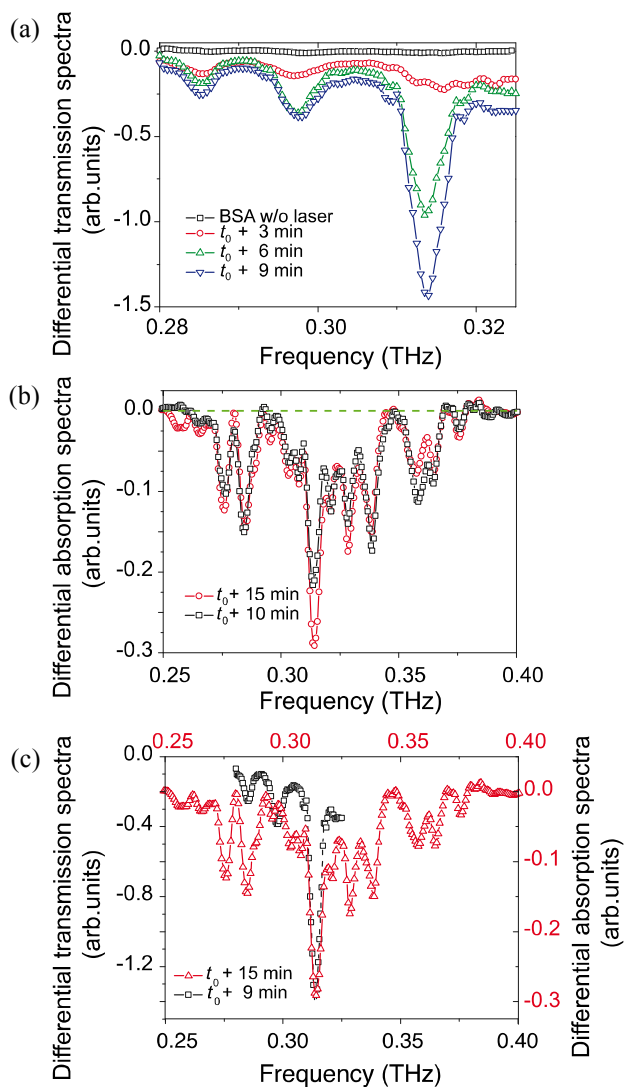 (a)
Differential transmission spectra
(arb.units)
0.0
-0.5
-1.0
-1.5
BSA w/o laser
t0 + 3 min
t0 + 6 min
t0 + 9 min
0.28
0.30
0.32
Frequency (THz)
(b)
Differential absorption spectra
(arb.units)
0.0
-0.1
-0.2
-0.3
t0+ 15 min
t0+ 10 min
0.25
0.30
0.35
0.40
Frequency (THz)
(c)
0.25
0.30
0.35
0.40
Differential transmission spectra
(arb.units)
0.0
-0.4
-0.8
-1.2
t0 + 15 min
t0 + 9 min
0.0
-0.1
-0.2
-0.3
Differential absorption spectra
(arb.units)
0.25
0.30
0.35
0.40
Frequency (THz)